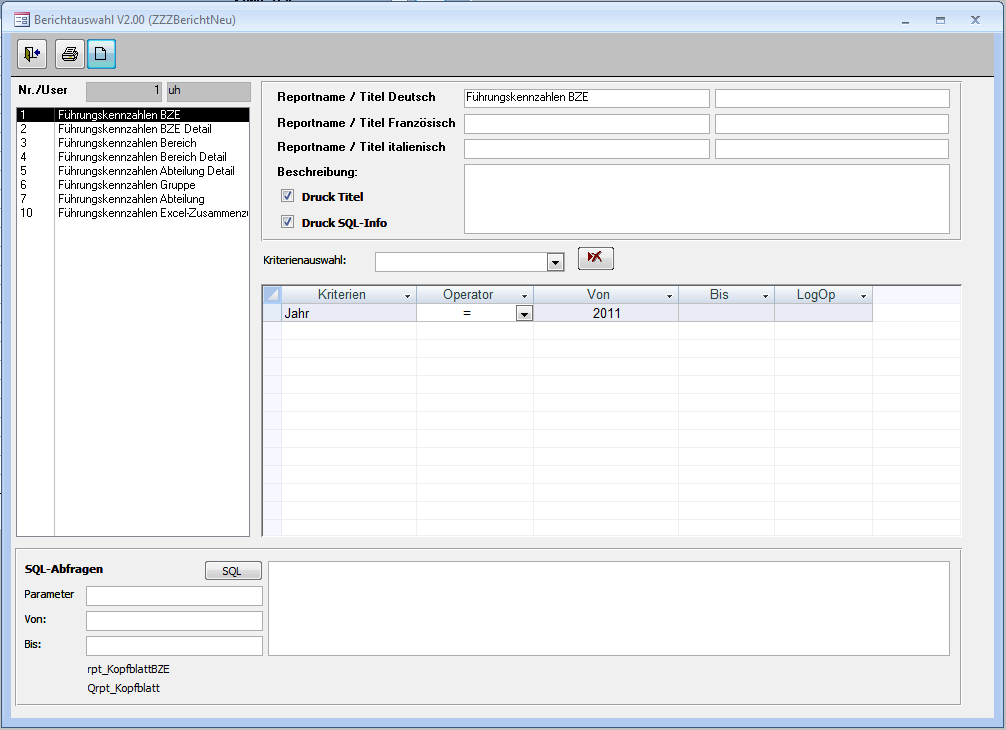 Berichtauswahl V2.00 (ZZZBerichtNeu)
Nr./User 1 uh
1 Führungskennzahlen BZE
2 Führungskennzahlen BZE Detail
3 Führungskennzahlen Bereich
4 Führungskennzahlen Bereich Detail
5 Führungskennzahlen Abteilung Detail
6 Führungskennzahlen Gruppe
7 Führungskennzahlen Abteilung
10 Führungskennzahlen Excel-Zusammenzu
Reportname / Titel Deutsch Führungskennzahlen BZE
Reportname / Titel Französisch
Reportname / Titel italienisch
Beschreibung:
Druck Titel
Druck SQL-Info
Kriterienauswahl:
Kriterien Operator Von Bis LogOp
Jahr = 2011
SQL-Abfragen SQL
Parameter
Von:
Bis:
rpt_KopfblattBZE
Qrpt_Kopfblatt